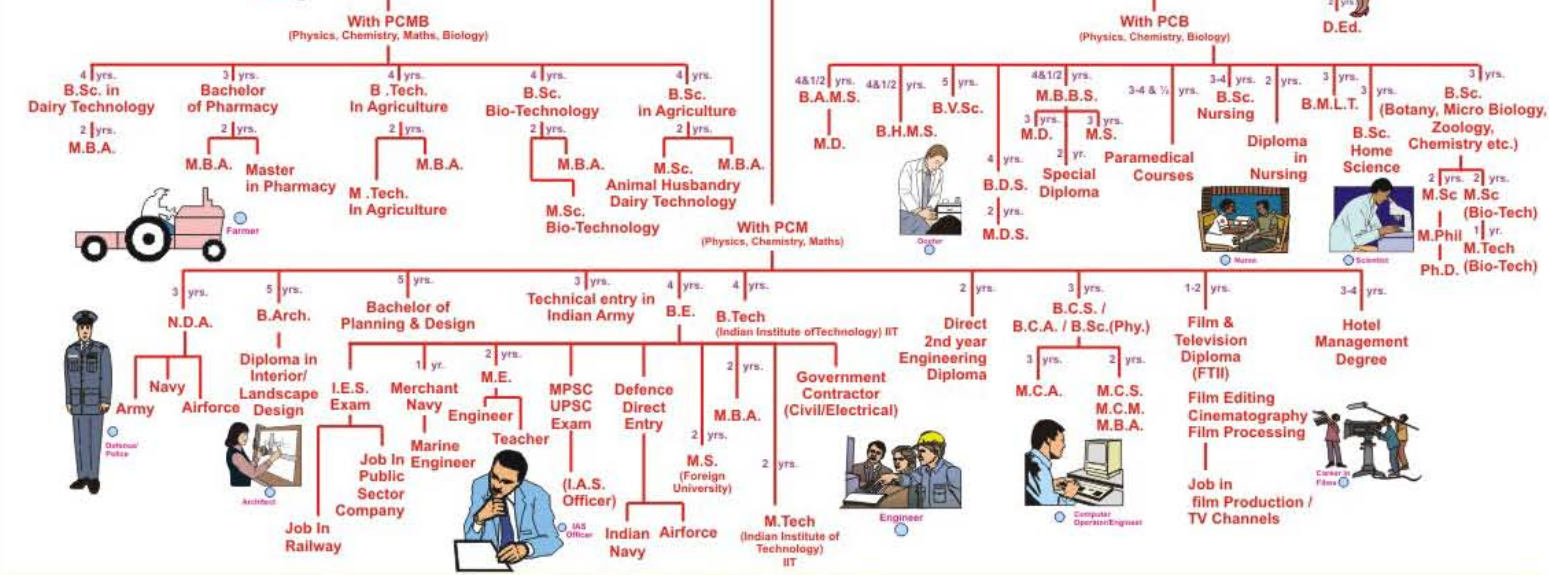 With PCMB
(Physics, Chemistry, Maths, Biology)
4 yrs.
B.Sc. in
Dairy Technology
2 yrs.
M.B.A.
3 yrs.
Bachelor
of Pharmacy
2 yrs.
M.B.A.
Master
in Pharmacy
4 yrs.
B .Tech.
In Agriculture
2 yrs.
M.B.A.
M .Tech.
In Agriculture
4 yrs.
B.Sc.
Bio-Technology
2 yrs.
M.B.A.
M.Sc.
Bio-Technology
4 yrs.
B.Sc.
in Agriculture
2 yrs.
M.Sc.
Animal Husbandry
Dairy Technology
M.B.A.
Farmer
With PCB
(Physics, Chemistry, Biology)
2 yrs.
D.Ed.
4&1/2 yrs.
B.A.M.S.
M.D.
4&1/2 yrs.
B.H.M.S.
5 yrs.
B.V.Sc.
4 yrs.
B.D.S.
2 yrs.
M.D.S.
4&1/2 yrs.
M.B.B.S.
3 yrs.
M.D.
3 yrs.
M.S.
2 yr.
Special
Diploma
3-4 & ½ yrs.
Paramedical
Courses
3-4 yrs.
B.Sc.
Nursing
2 yrs.
Diploma
in
Nursing
3 yrs.
B.M.L.T.
3 yrs.
B.Sc.
Home
Science
3 yrs.
B.Sc.
(Botany, Micro Biology,
Zoology,
Chemistry etc.)
2 yrs.
M.Sc
M.Phil
Ph.D.
2 yrs.
M.Sc
(Bio-Tech)
1 yr.
M.Tech
(Bio-Tech)
Docter
Nurse
Scientist
With PCM
(Physics, Chemistry, Maths)
3 yrs.
N.D.A.
Army
Navy
Airforce
Defense/
Police
5 yrs.
B.Arch.
Diploma in
Interior/
Landscape
Design
Architect
5 yrs.
Bachelor of
Planning & Design
3 yrs.
Technical entry in
Indian Army
4 yrs.
B.E.
4 yrs.
B.Tech
(Indian Institute ofTechnology) IIT
I.E.S.
Exam
Job In
Railway
Job In
Public
Sector
Company
1 yr.
Merchant
Navy
Marine
Engineer
2 yrs.
M.E.
Engineer
Teacher
MPSC
UPSC
Exam
(I.A.S.
Officer)
IAS
Officer
Defence
Direct
Entry
Indian
Navy
Airforce
2 yrs.
M.S.
(Foreign
University)
2 yrs.
M.B.A.
2 yrs.
M.Tech
(Indian Institute of
Technology)
IIT
Government
Contractor
(Civil/Electrical)
Engineer
2 yrs.
Direct
2nd year
Engineering
Diploma
3 yrs.
B.C.S. /
B.C.A. / B.Sc.(Phy.)
3 yrs.
M.C.A.
2 yrs.
M.C.S.
M.C.M.
M.B.A.
Computer
Operator/Engineer
1-2 yrs.
Film &
Television
Diploma
(FTII)
Film Editing
Cinematography
Film Processing
Job in
film Production /
TV Channels
Career in
Films
3-4 yrs.
Hotel
Management
Degree